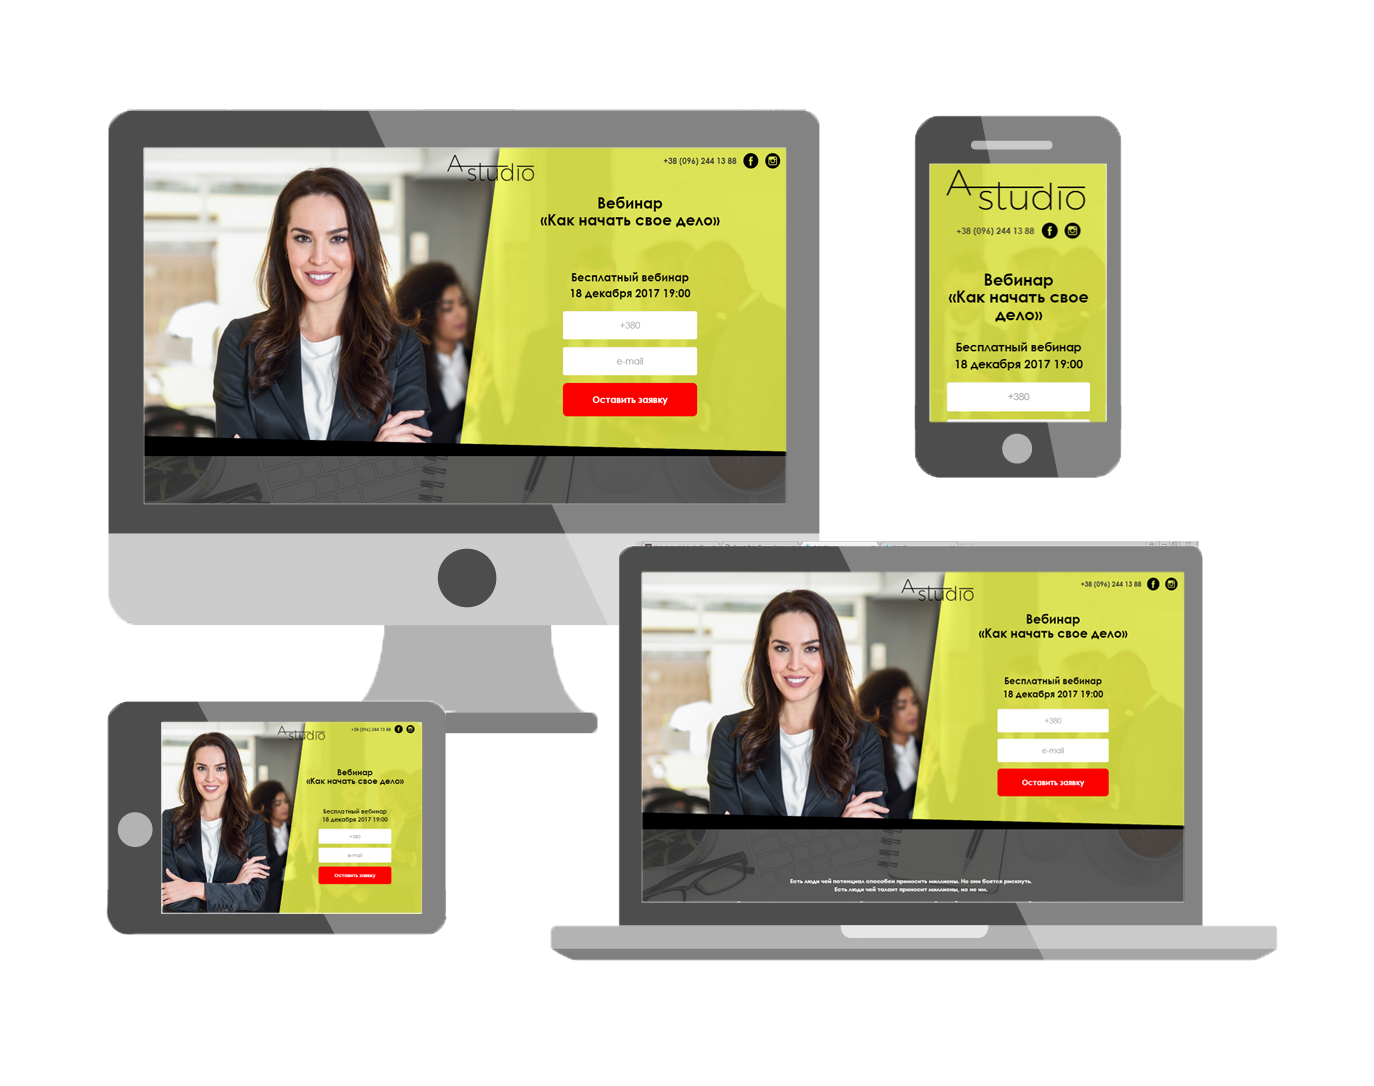 A studio
+38 (096) 244 13 88
Вебинар
«Как начать свое дело»
Бесплатный вебинар
18 декабря 2017 19:00
+380
e-mail
Оставить заявку
A studio
+38 (096) 244 13 88
Вебинар
«Как начать свое
дело»
Бесплатный вебинар
18 декабря 2017 19:00
+380
A studio
+38 (096) 244 13 88
Вебинар
«Как начать свое дело»
Бесплатный вебинар
18 декабря 2017 19:00
+380
e-mail
Оставить заявку
A studio
+38 (096) 244 13 88
Вебинар
«Как начать свое дело»
Бесплатный вебинар
18 декабря 2017 19:00
+380
e-mail
Оставить заявку
Есть люди чей потенциал способен приносить миллионы. Но они боятся рискнуть.
Есть люди чей талант приносит миллионы, но не им.